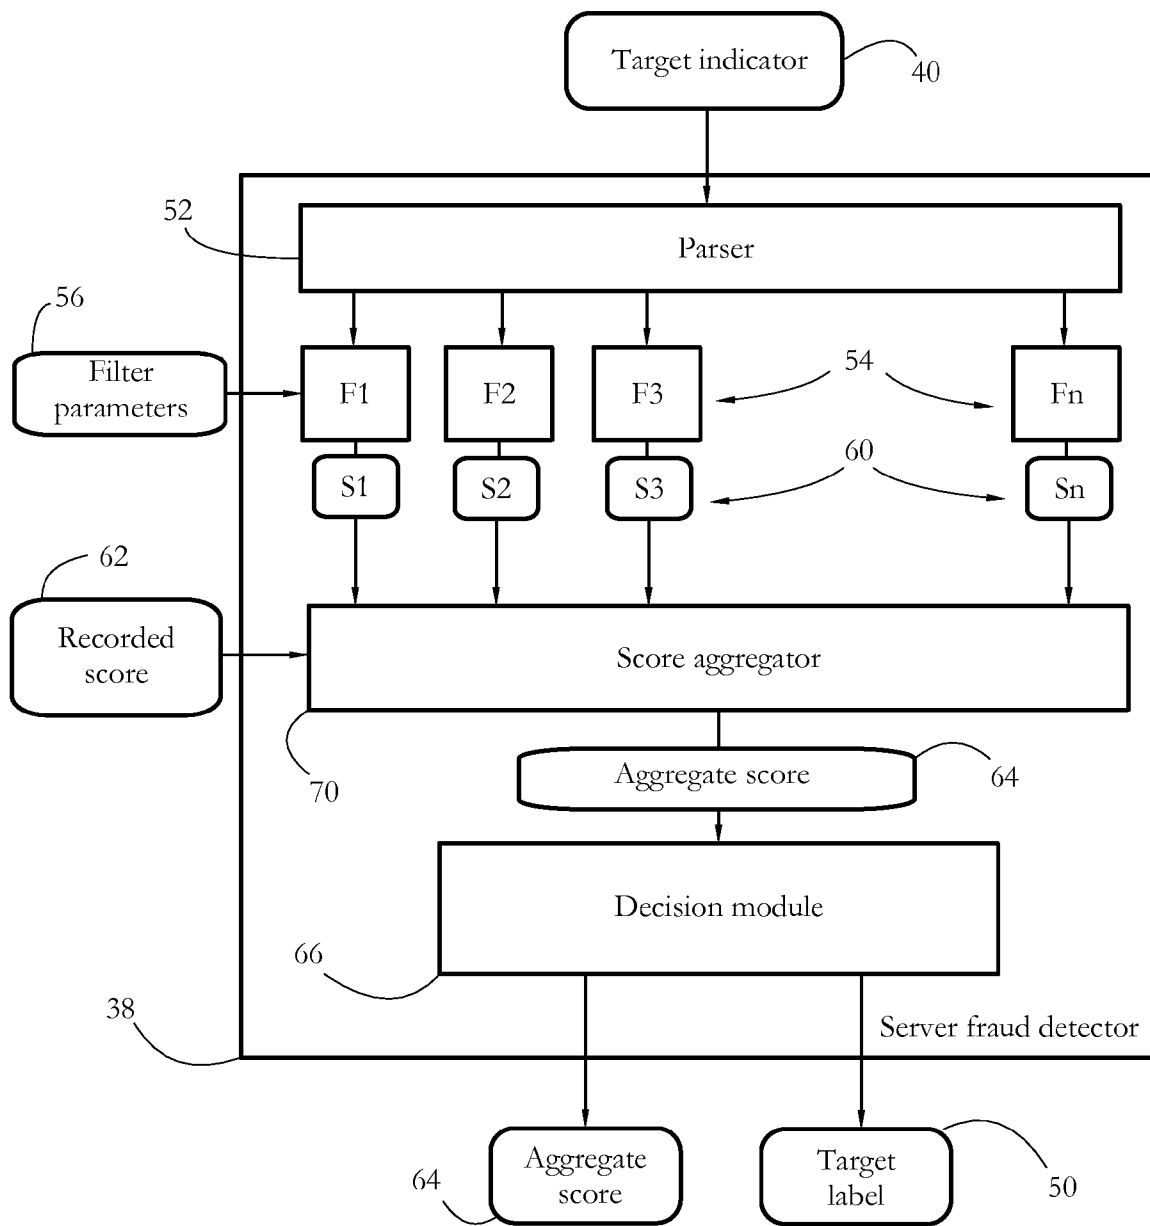 Target indicator
40
52
Parser
56
Filter
parameters
F1
F2
F3
54
Fn
S1
S2
S3
60
Sn
62
Recorded
score
Score aggregator
70
Aggregate score
64
Decision module
66
38
Server fraud detector
Aggregate
score
64
Target
label
50